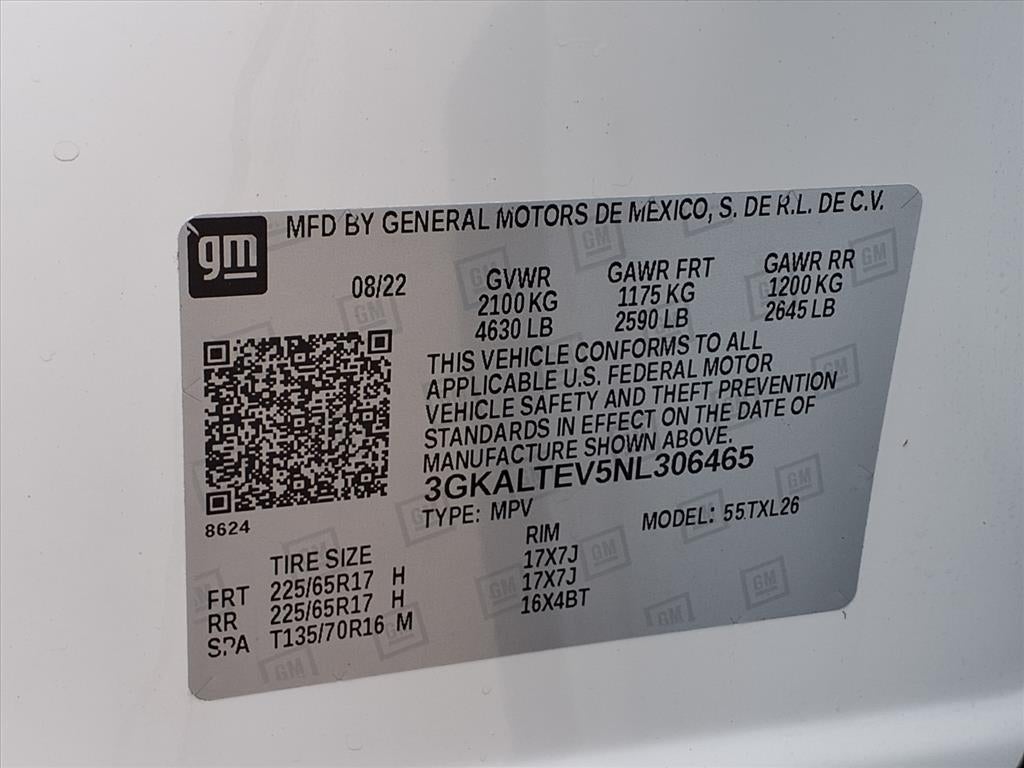 gm
MFD BY GENERAL MOTORS DE MEXICO, S. DE R.L. DE C.V.
08/22
GVWR
2100 KG
4630 LB
GAWR FRT
1175 KG
2590 LB
GAWR RR
1200 KG
2645 LB
THIS VEHICLE CONFORMS TO ALL
APPLICABLE U.S. FEDERAL MOTOR
VEHICLE SAFETY AND THEFT PREVENTION
STANDARDS IN EFFECT ON THE DATE OF
MANUFACTURE SHOWN ABOVE.
3GKALTEV5NL306465
8624
TYPE: MPV MODEL: 55TXL26
TIRE SIZE RIM
FRT 225/65R17 H 17X7J
RR 225/65R17 H 17X7J
SPA T135/70R16 M 16X4BT